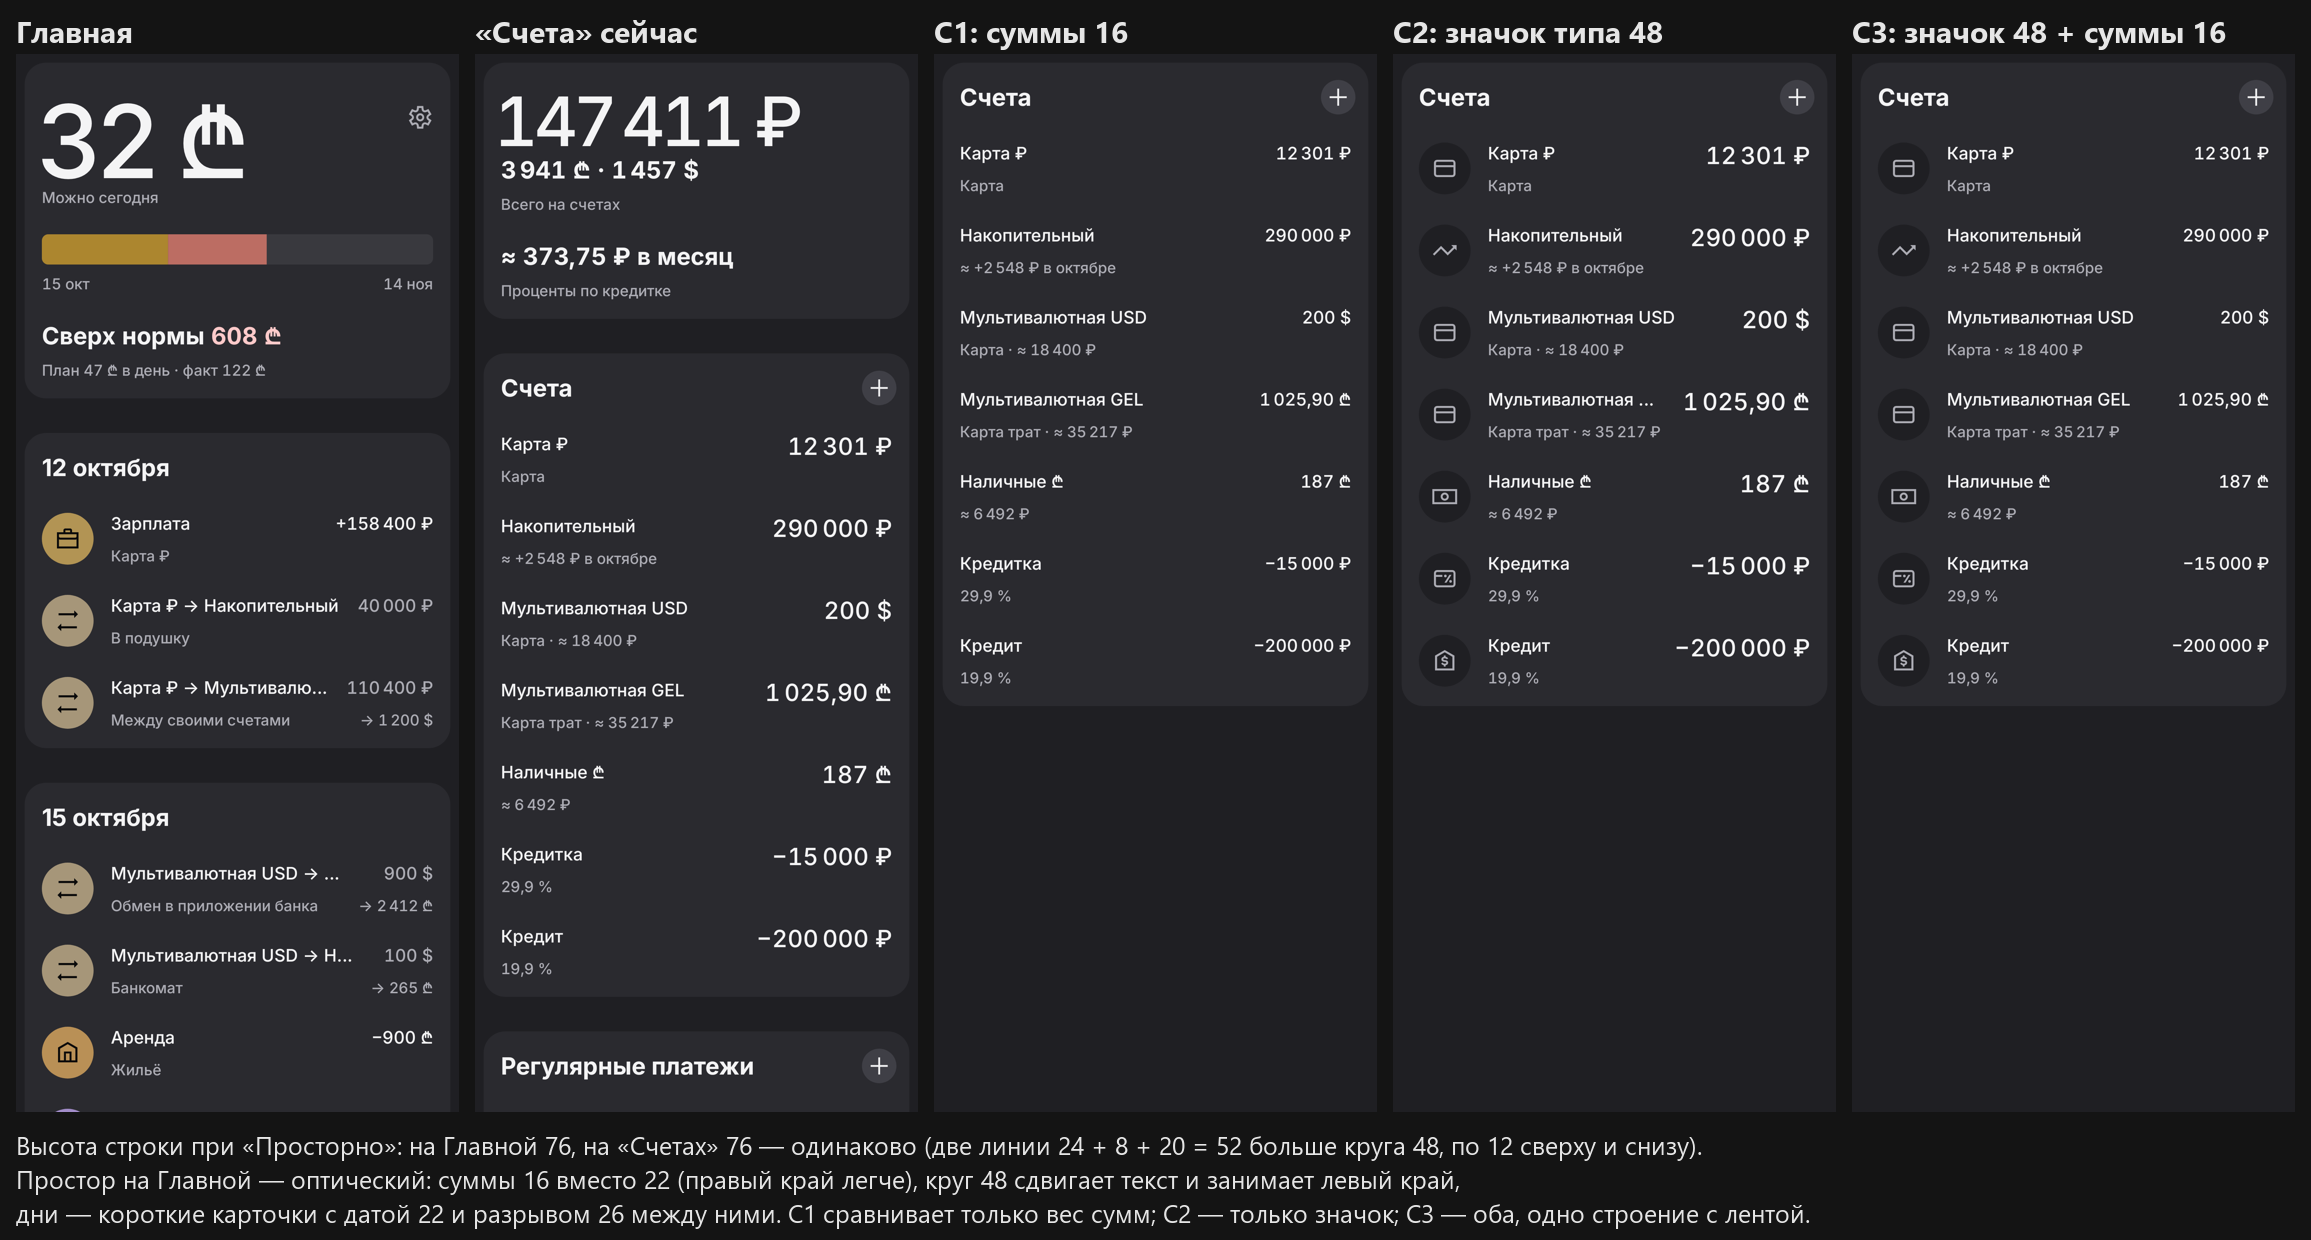 Главная
32 ₾
Можно сегодня
15 окт
14 ноя
Сверх нормы 608 ₾
План 47 ₾ в день · факт 122 ₾
12 октября
Зарплата
+158 400 ₽
Карта ₽
Карта ₽ → Накопительный
40 000 ₽
В подушку
Карта ₽ → Мультивалю...
110 400 ₽
Между своими счетами
→ 1 200 $
15 октября
Мультивалютная USD → ...
900 $
Обмен в приложении банка
→ 2 412 ₾
Мультивалютная USD → Н...
100 $
Банкомат
→ 265 ₾
Аренда
−900 ₾
Жильё
«Счета» сейчас
147 411 ₽
3 941 ₾ · 1 457 $
Всего на счетах
≈ 373,75 ₽ в месяц
Проценты по кредитке
Счета
Карта ₽
12 301 ₽
Карта
Накопительный
290 000 ₽
≈ +2 548 ₽ в октябре
Мультивалютная USD
200 $
Карта · ≈ 18 400 ₽
Мультивалютная GEL
1 025,90 ₾
Карта трат · ≈ 35 217 ₽
Наличные ₾
187 ₾
≈ 6 492 ₽
Кредитка
−15 000 ₽
29,9 %
Кредит
−200 000 ₽
19,9 %
Регулярные платежи
C1: суммы 16
Счета
Карта ₽
12 301 ₽
Карта
Накопительный
290 000 ₽
≈ +2 548 ₽ в октябре
Мультивалютная USD
200 $
Карта · ≈ 18 400 ₽
Мультивалютная GEL
1 025,90 ₾
Карта трат · ≈ 35 217 ₽
Наличные ₾
187 ₾
≈ 6 492 ₽
Кредитка
−15 000 ₽
29,9 %
Кредит
−200 000 ₽
19,9 %
C2: значок типа 48
Счета
Карта ₽
12 301 ₽
Карта
Накопительный
290 000 ₽
≈ +2 548 ₽ в октябре
Мультивалютная USD
200 $
Карта · ≈ 18 400 ₽
Мультивалютная ...
1 025,90 ₾
Карта трат · ≈ 35 217 ₽
Наличные ₾
187 ₾
≈ 6 492 ₽
Кредитка
−15 000 ₽
29,9 %
Кредит
−200 000 ₽
19,9 %
C3: значок 48 + суммы 16
Счета
Карта ₽
12 301 ₽
Карта
Накопительный
290 000 ₽
≈ +2 548 ₽ в октябре
Мультивалютная USD
200 $
Карта · ≈ 18 400 ₽
Мультивалютная GEL
1 025,90 ₾
Карта трат · ≈ 35 217 ₽
Наличные ₾
187 ₾
≈ 6 492 ₽
Кредитка
−15 000 ₽
29,9 %
Кредит
−200 000 ₽
19,9 %
Высота строки при «Просторно»: на Главной 76, на «Счетах» 76 — одинаково (две линии 24 + 8 + 20 = 52 больше круга 48, по 12 сверху и снизу).
Простор на Главной — оптический: суммы 16 вместо 22 (правый край легче), круг 48 сдвигает текст и занимает левый край,
дни — короткие карточки с датой 22 и разрывом 26 между ними. C1 сравнивает только вес сумм; C2 — только значок; C3 — оба, одно строение с лентой.